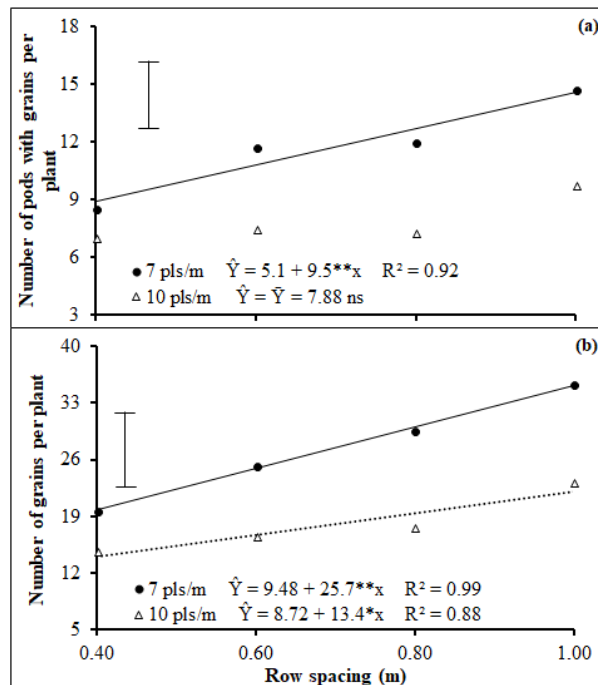 (a)
Number of pods with grains per
plant
18
15
12
9
6
3
● 7 pls/m Ŷ = 5.1 + 9.5**x R² = 0.92
△ 10 pls/m Ŷ = Ȳ = 7.88 ns
(b)
Number of grains per plant
40
33
26
19
12
5
● 7 pls/m Ŷ = 9.48 + 25.7**x R² = 0.99
△ 10 pls/m Ŷ = 8.72 + 13.4*x R² = 0.88
0.40 0.60 0.80 1.00
Row spacing (m)